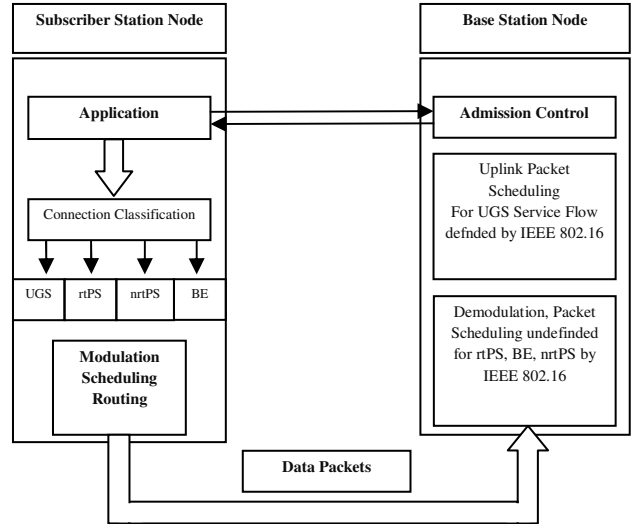 Subscriber Station Node
Base Station Node
Application
Admission Control
Connection Classification
UGS
rtPS
nrtPS
BE
Uplink Packet
Scheduling
For UGS Service Flow
defnded by IEEE 802.16
Modulation
Scheduling
Routing
Demodulation, Packet
Scheduling undefinded
for rtPS, BE, nrtPS by
IEEE 802.16
Data Packets